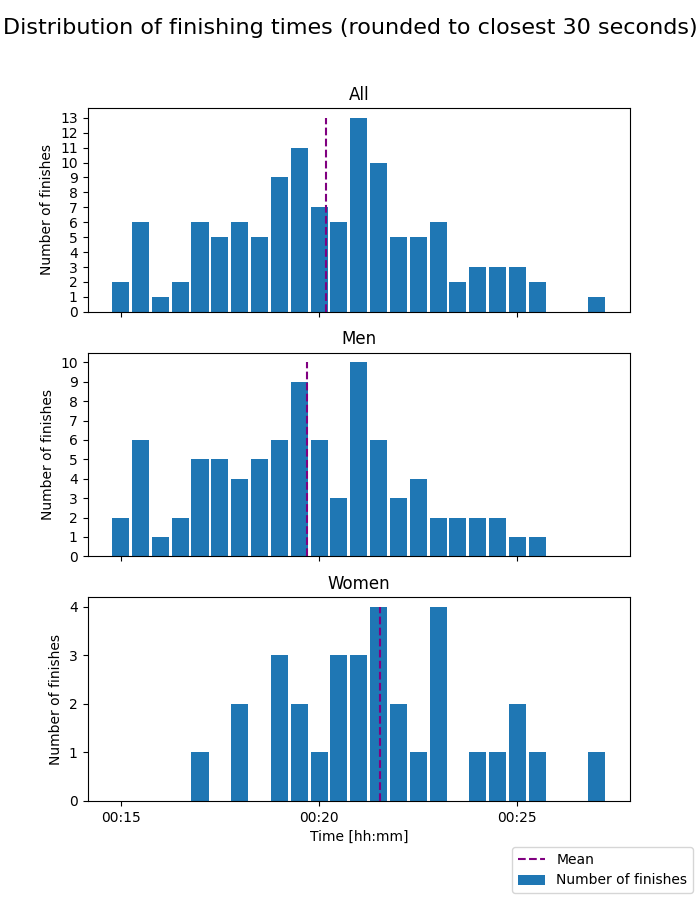 Distribution of finishing times (rounded to closest 30 seconds)
All
Number of finishes
13
12
11
10
9
8
7
6
5
4
3
2
1
0
Men
Number of finishes
10
9
8
7
6
5
4
3
2
1
0
Women
Number of finishes
4
3
2
1
0
00:15 00:20 00:25
Time [hh:mm]
Mean
Number of finishes